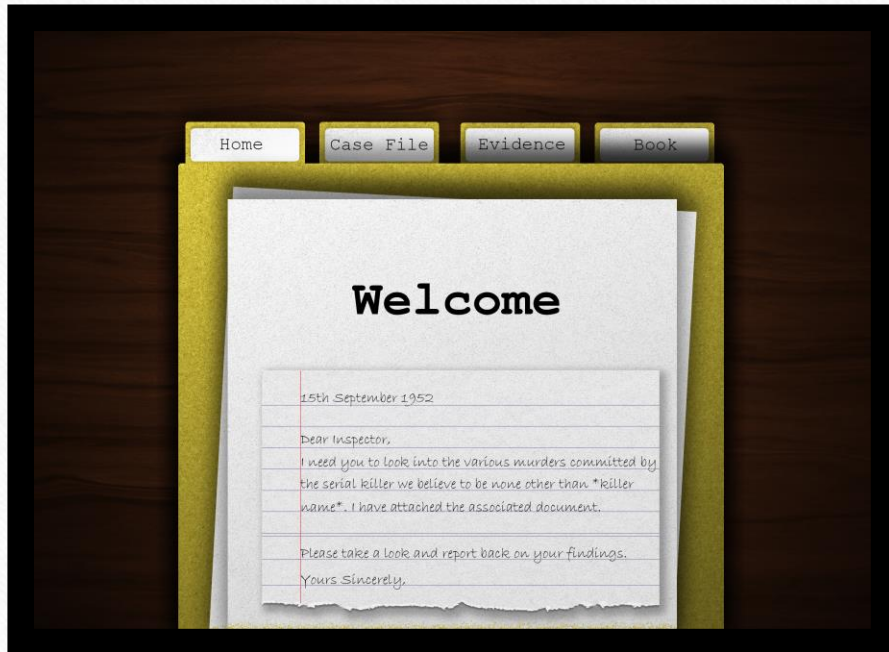 Home Case File Evidence Book
Welcome
15th September 1952
Dear Inspector,
I need you to look into the various murders committed by
the serial killer we believe to be none other than *killer
name*. I have attached the associated document.
Please take a look and report back on your findings.
Yours Sincerely,